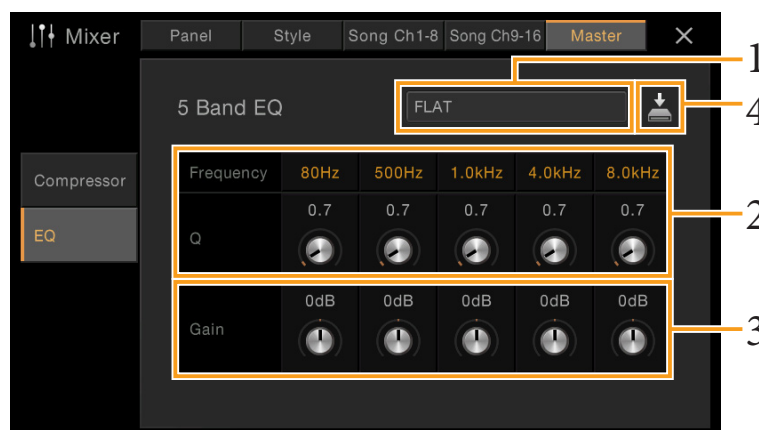 Mixer Panel Style Song Ch1-8 Song Ch9-16 Master
1
5 Band EQ FLAT 4
Compressor Frequency 80Hz 500Hz 1.0kHz 4.0kHz 8.0kHz
0.7 0.7 0.7 0.7 0.7 2
EQ Q
0dB 0dB 0dB 0dB 0dB
Gain 3